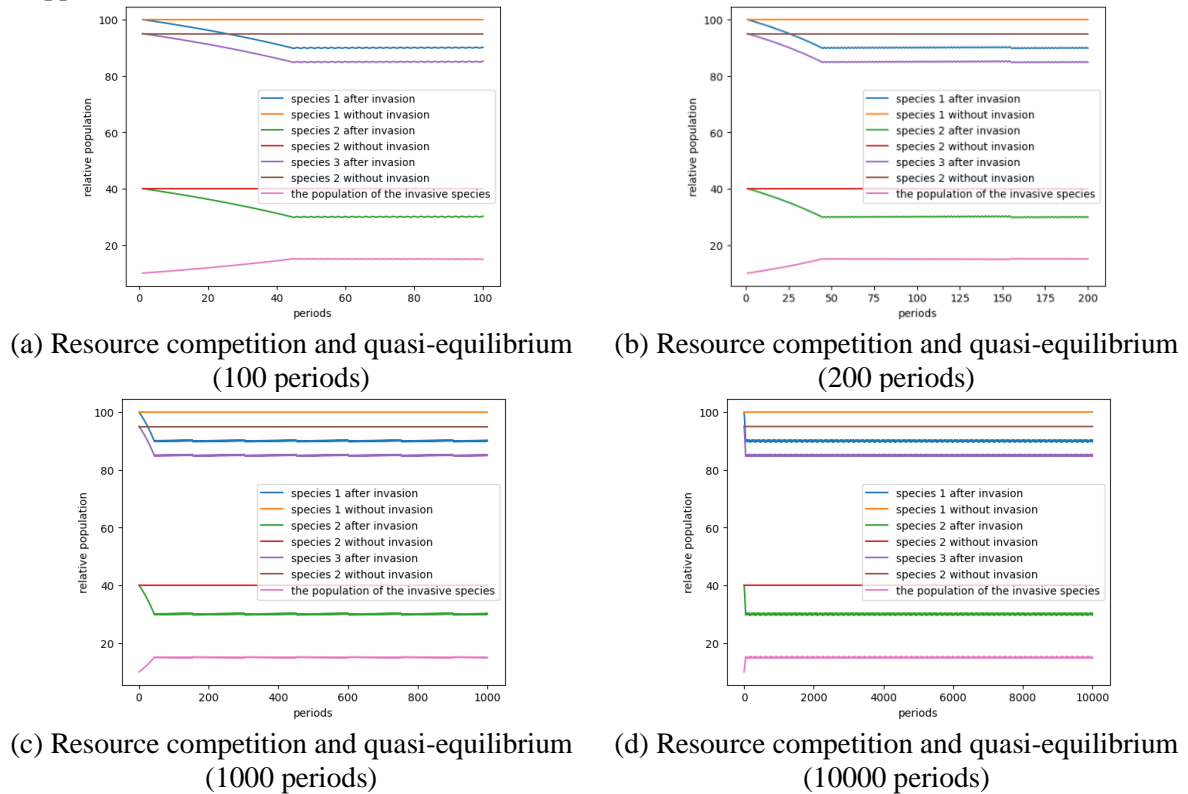 100
80
60
40
20
relative population
species 1 after invasion
species 1 without invasion
species 2 after invasion
species 2 without invasion
species 3 after invasion
species 2 without invasion
the population of the invasive species
0 20 40 60 80 100
periods
100
80
60
40
20
relative population
species 1 after invasion
species 1 without invasion
species 2 after invasion
species 2 without invasion
species 3 after invasion
species 2 without invasion
the population of the invasive species
0 25 50 75 100 125 150 175 200
periods
(a) Resource competition and quasi-equilibrium
(100 periods)
(b) Resource competition and quasi-equilibrium
(200 periods)
100
80
60
40
20
relative population
species 1 after invasion
species 1 without invasion
species 2 after invasion
species 2 without invasion
species 3 after invasion
species 2 without invasion
the population of the invasive species
0 200 400 600 800 1000
periods
100
80
60
40
20
relative population
species 1 after invasion
species 1 without invasion
species 2 after invasion
species 2 without invasion
species 3 after invasion
species 2 without invasion
the population of the invasive species
0 2000 4000 6000 8000 10000
periods
(c) Resource competition and quasi-equilibrium
(1000 periods)
(d) Resource competition and quasi-equilibrium
(10000 periods)